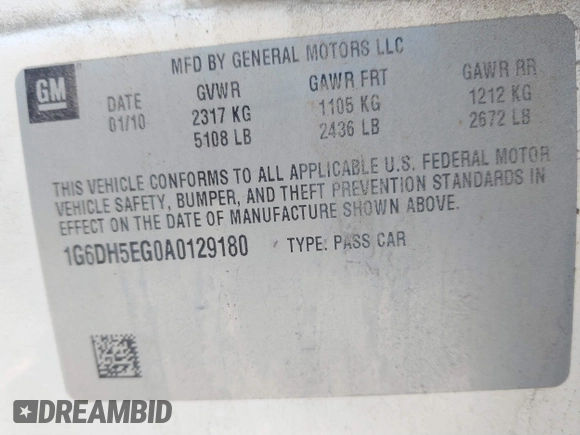 MFD BY GENERAL MOTORS LLC
GM
DATE GVWR GAWR FRT GAWR RR
01/10 2317 KG 1105 KG 1212 KG
5108 LB 2436 LB 2672 LB
THIS VEHICLE CONFORMS TO ALL APPLICABLE U.S. FEDERAL MOTOR
VEHICLE SAFETY, BUMPER, AND THEFT PREVENTION STANDARDS IN
EFFECT ON THE DATE OF MANUFACTURE SHOWN ABOVE.
1G6DH5EG0A0129180 TYPE: PASS CAR
DREAMBID